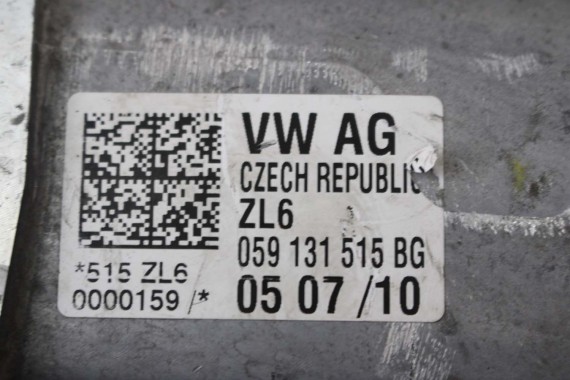 VW AG
CZECH REPUBLIC
ZL6
059 131 515 BG
05 07 /10
*515 ZL6
0000159 /*